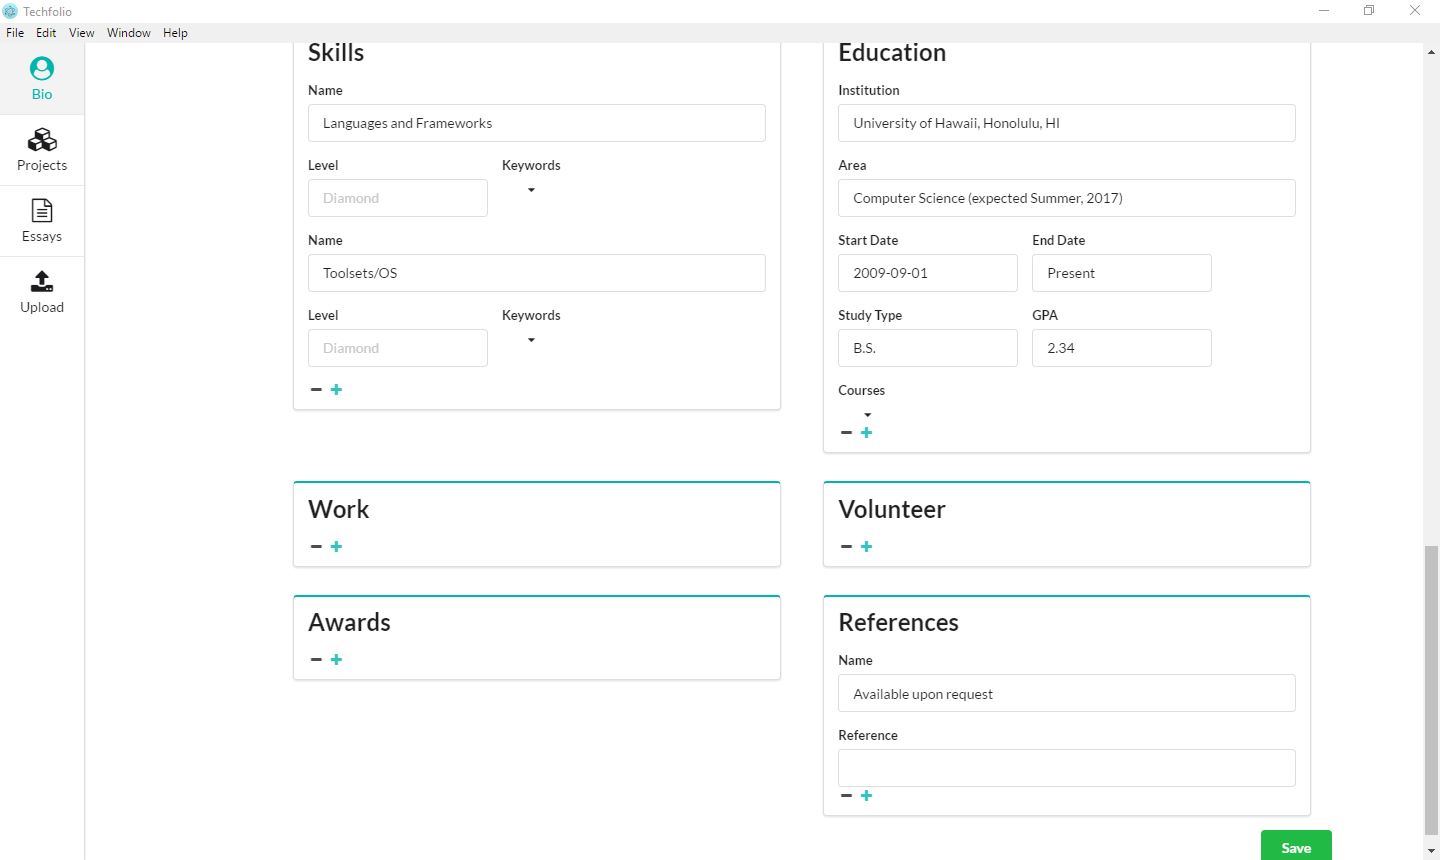 Techfolio
File Edit View Window Help
Bio
Projects
Essays
Upload
Skills
Name
Languages and Frameworks
Level Keywords
Diamond
Name
Toolsets/OS
Level Keywords
Diamond
Education
Institution
University of Hawaii, Honolulu, HI
Area
Computer Science (expected Summer, 2017)
Start Date End Date
2009-09-01 Present
Study Type GPA
B.S. 2.34
Courses
Work
Volunteer
Awards
References
Name
Available upon request
Reference
Save